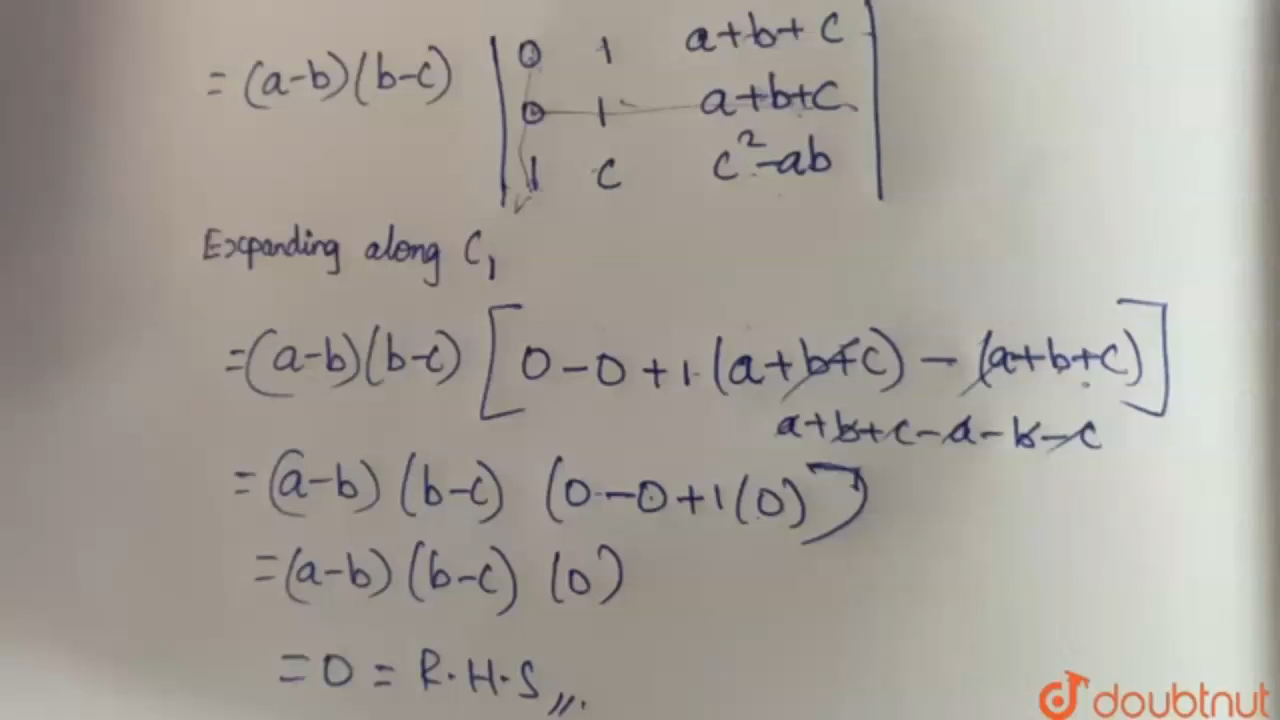 = (a-b)(b-c) | 0 1 a+b+c |
| 0 1 a+b+c |
| 1 c c²-ab |
Expanding along C₁
=(a-b)(b-c) [0-0+1.(a+b+c) - (a+b+c)]
a+b+c-a-b-c
=(a-b) (b-c) (0-0+1(0))
=(a-b) (b-c) (0)
=0 = R.H.S,,.
doubtnut